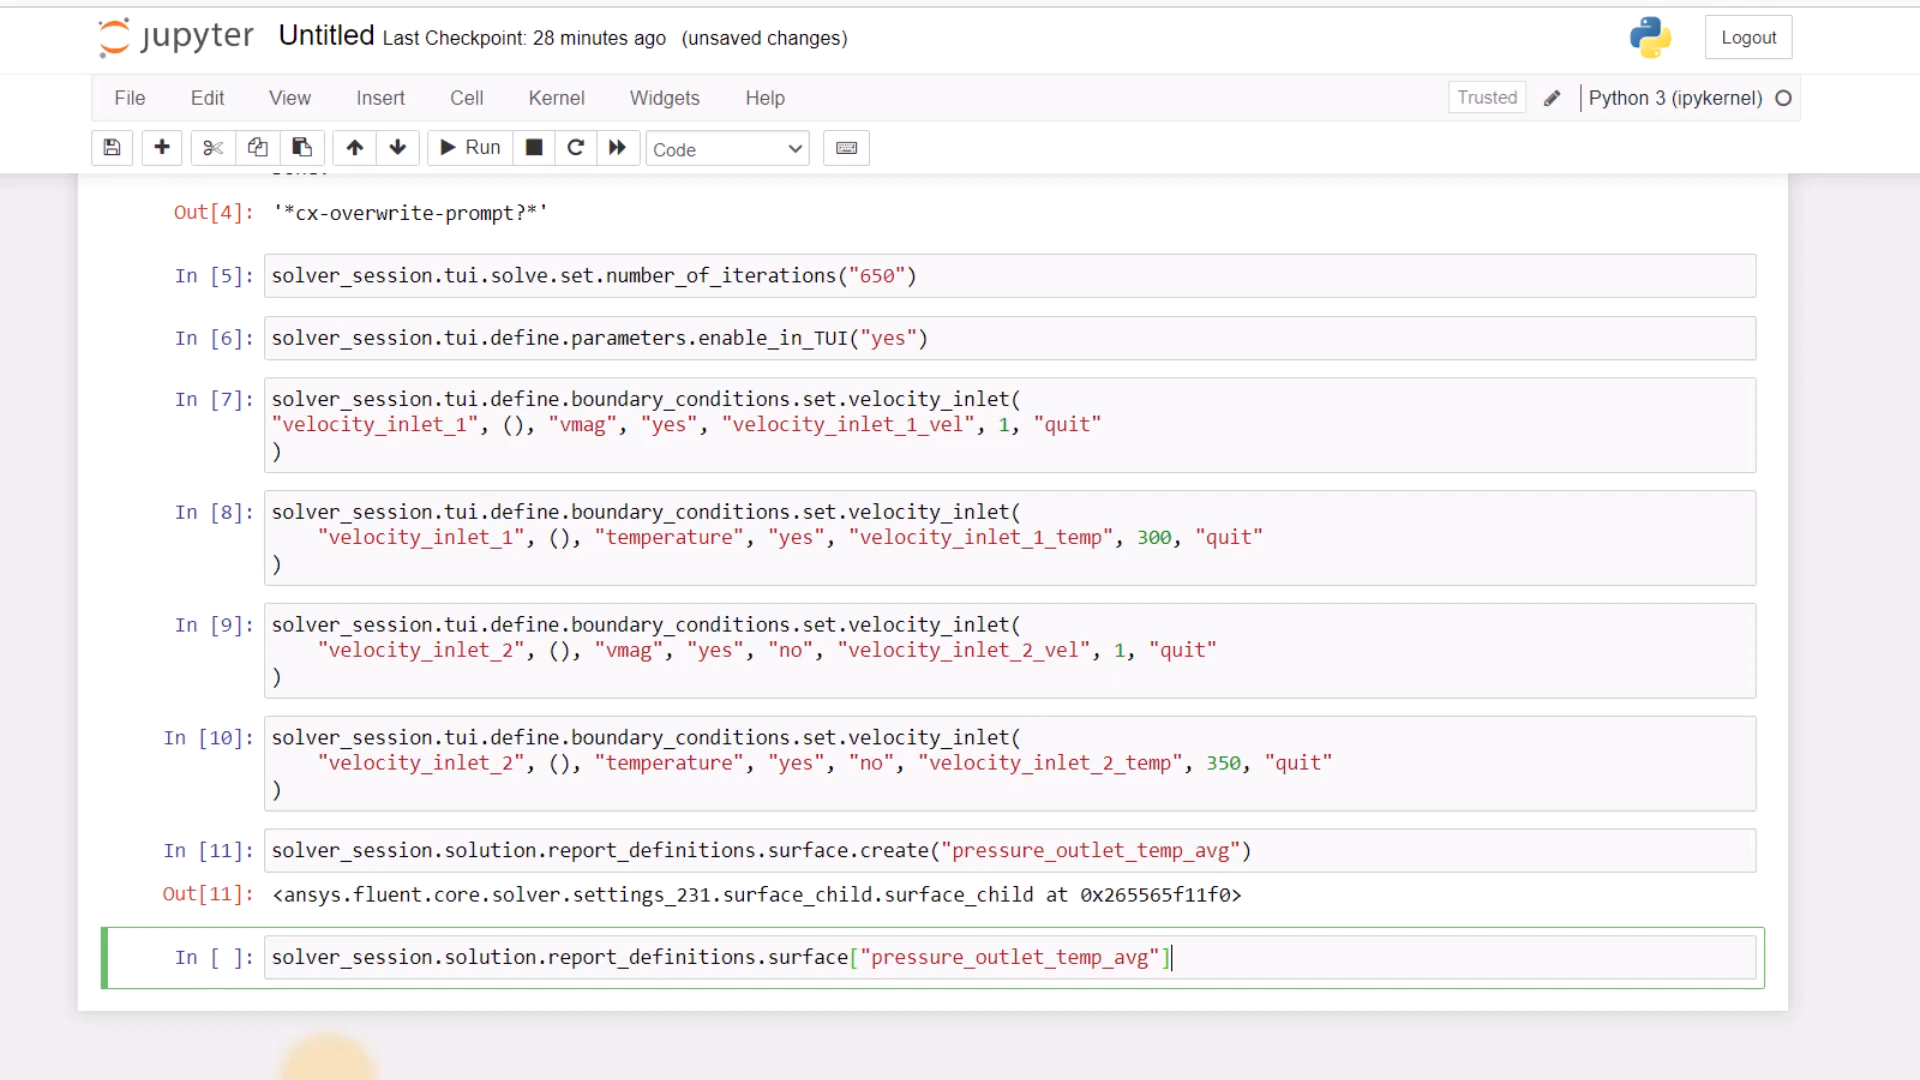 jupyter Untitled Last Checkpoint: 28 minutes ago (unsaved changes) Logout
File Edit View Insert Cell Kernel Widgets Help Trusted Python 3 (ipykernel)
Run Code
Out[4]: '*cx-overwrite-prompt?*'
In [5]: solver_session.tui.solve.set.number_of_iterations("650")
In [6]: solver_session.tui.define.parameters.enable_in_TUI("yes")
In [7]: solver_session.tui.define.boundary_conditions.set.velocity_inlet(
"velocity_inlet_1", (), "vmag", "yes", "velocity_inlet_1_vel", 1, "quit"
)
In [8]: solver_session.tui.define.boundary_conditions.set.velocity_inlet(
"velocity_inlet_1", (), "temperature", "yes", "velocity_inlet_1_temp", 300, "quit"
)
In [9]: solver_session.tui.define.boundary_conditions.set.velocity_inlet(
"velocity_inlet_2", (), "vmag", "yes", "no", "velocity_inlet_2_vel", 1, "quit"
)
In [10]: solver_session.tui.define.boundary_conditions.set.velocity_inlet(
"velocity_inlet_2", (), "temperature", "yes", "no", "velocity_inlet_2_temp", 350, "quit"
)
In [11]: solver_session.solution.report_definitions.surface.create("pressure_outlet_temp_avg")
Out[11]: <ansys.fluent.core.solver.settings_231.surface_child.surface_child at 0x265565f11f0>
In [ ]: solver_session.solution.report_definitions.surface["pressure_outlet_temp_avg"]